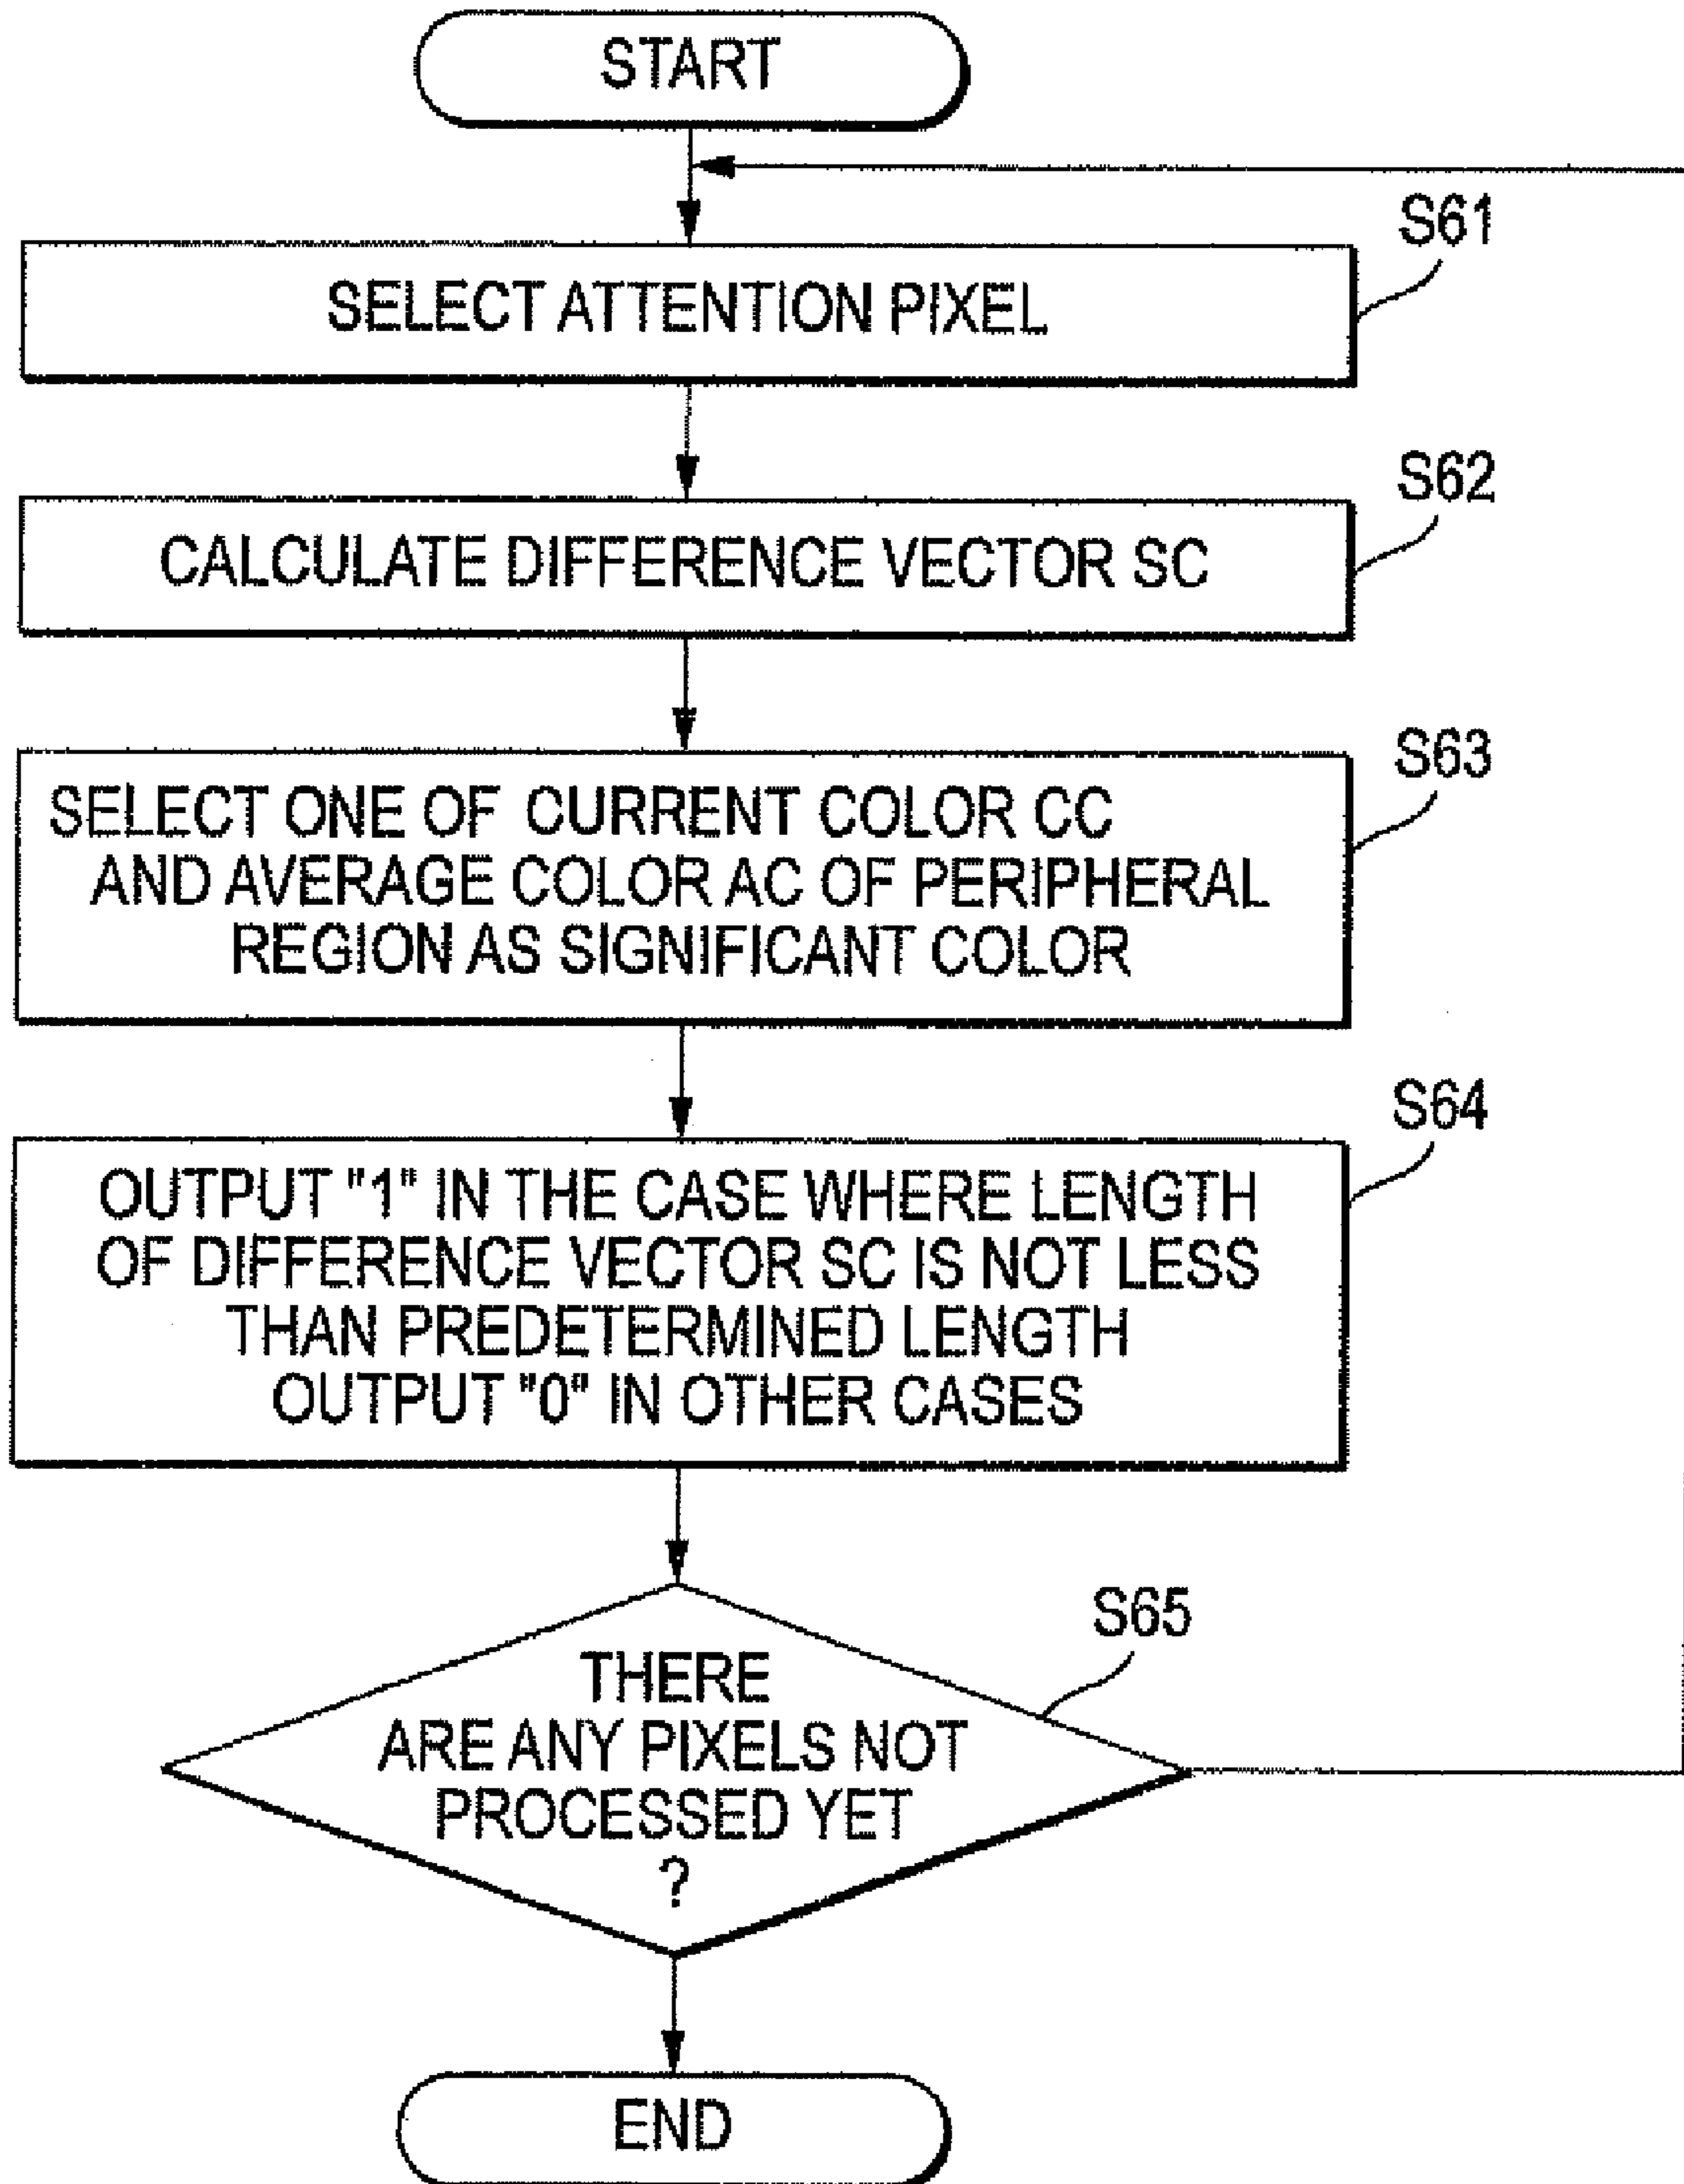 START
S61
SELECT ATTENTION PIXEL
S62
CALCULATE DIFFERENCE VECTOR SC
S63
SELECT ONE OF CURRENT COLOR CC
AND AVERAGE COLOR AC OF PERIPHERAL
REGION AS SIGNIFICANT COLOR
S64
OUTPUT "1" IN THE CASE WHERE LENGTH
OF DIFFERENCE VECTOR SC IS NOT LESS
THAN PREDETERMINED LENGTH
OUTPUT "0" IN OTHER CASES
S65
THERE
ARE ANY PIXELS NOT
PROCESSED YET
?
END